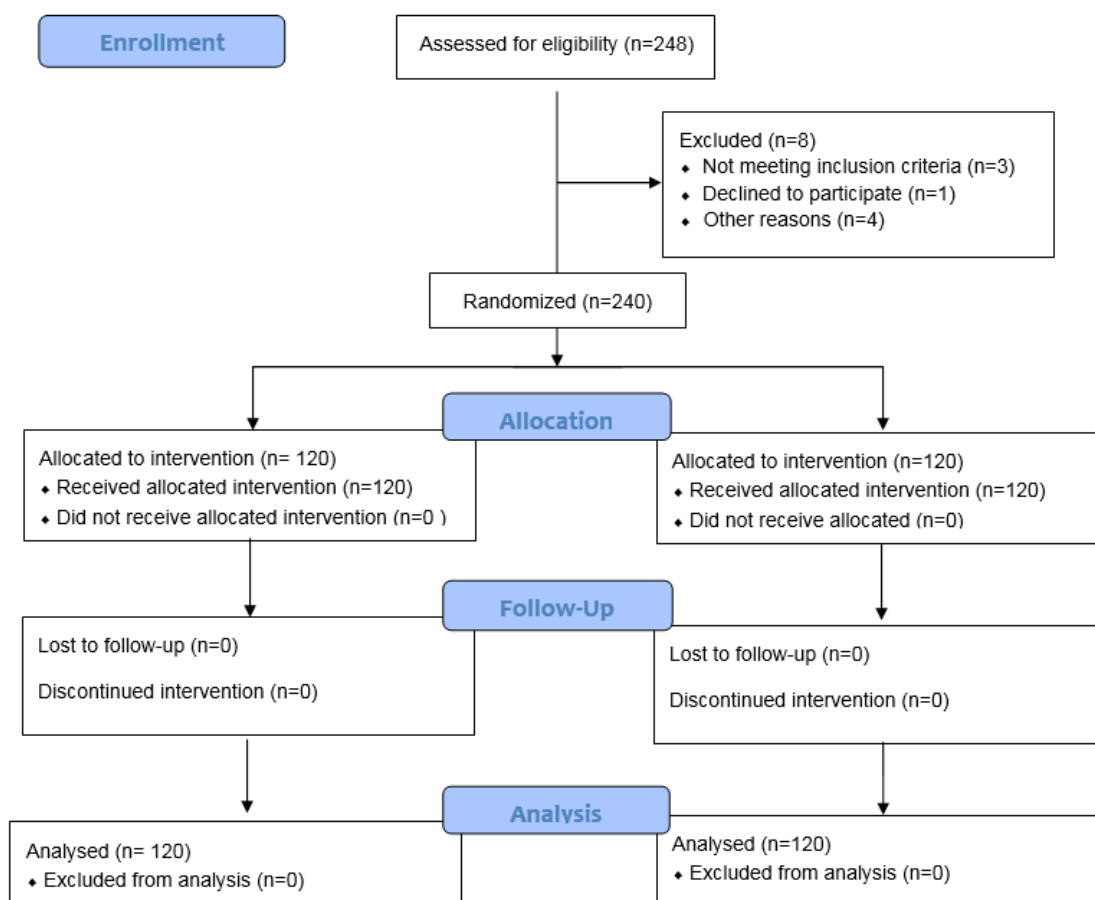 Enrollment
Assessed for eligibility (n=248)
Excluded (n=8)
⬥ Not meeting inclusion criteria (n=3)
⬥ Declined to participate (n=1)
⬥ Other reasons (n=4)
Randomized (n=240)
Allocation
Allocated to intervention (n= 120)
⬥ Received allocated intervention (n=120)
⬥ Did not receive allocated intervention (n=0 )
Allocated to intervention (n=120)
⬥ Received allocated intervention (n=120)
⬥ Did not receive allocated (n=0)
Follow-Up
Lost to follow-up (n=0)
Discontinued intervention (n=0)
Lost to follow-up (n=0)
Discontinued intervention (n=0)
Analysis
Analysed (n= 120)
⬥ Excluded from analysis (n=0)
Analysed (n=120)
⬥ Excluded from analysis (n=0)